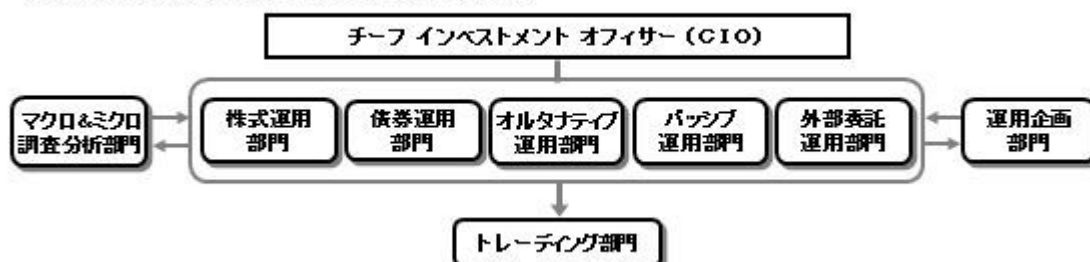 チーフ インベストメント オフィサー (CIO)
マクロ&ミクロ
調査分析部門
株式運用
部門
債券運用
部門
オルタナティブ
運用部門
パッシブ
運用部門
外部委託
運用部門
運用企画
部門
トレーディング部門